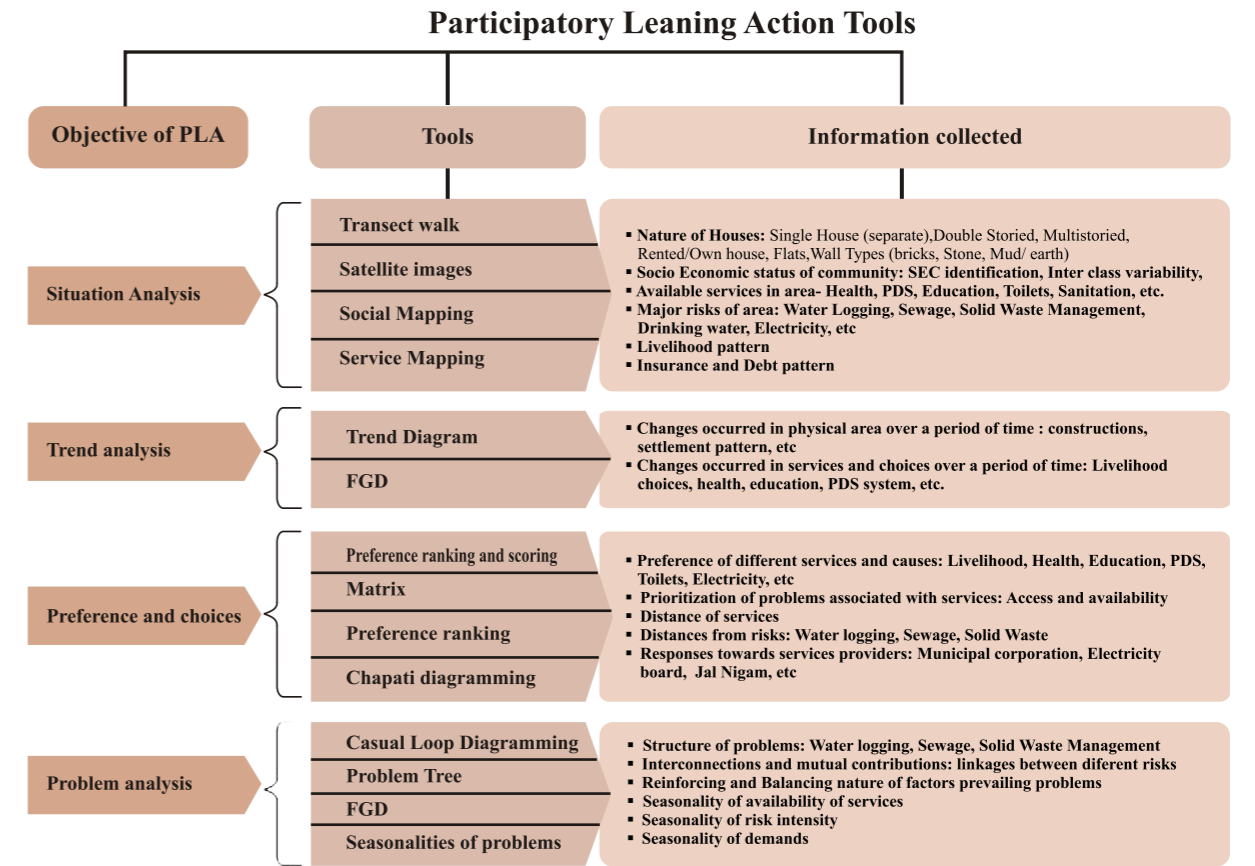 Participatory Leaning Action Tools
Objective of PLA
Tools
Information collected
Situation Analysis
Transect walk
Satellite images
Social Mapping
Service Mapping
▪ Nature of Houses: Single House (separate),Double Storied, Multistoried,
Rented/Own house, Flats,Wall Types (bricks, Stone, Mud/ earth)
▪ Socio Economic status of community: SEC identification, Inter class variability,
▪ Available services in area- Health, PDS, Education, Toilets, Sanitation, etc.
▪ Major risks of area: Water Logging, Sewage, Solid Waste Management,
Drinking water, Electricity, etc
▪ Livelihood pattern
▪ Insurance and Debt pattern
Trend analysis
Trend Diagram
FGD
▪ Changes occurred in physical area over a period of time : constructions,
settlement pattern, etc
▪ Changes occurred in services and choices over a period of time: Livelihood
choices, health, education, PDS system, etc.
Preference and choices
Preference ranking and scoring
Matrix
Preference ranking
Chapati diagramming
▪ Preference of different services and causes: Livelihood, Health, Education, PDS,
Toilets, Electricity, etc
▪ Prioritization of problems associated with services: Access and availability
▪ Distance of services
▪ Distances from risks: Water logging, Sewage, Solid Waste
▪ Responses towards services providers: Municipal corporation, Electricity
board, Jal Nigam, etc
Problem analysis
Casual Loop Diagramming
Problem Tree
FGD
Seasonalities of problems
▪ Structure of problems: Water logging, Sewage, Solid Waste Management
▪ Interconnections and mutual contributions: linkages between diferent risks
▪ Reinforcing and Balancing nature of factors prevailing problems
▪ Seasonality of availability of services
▪ Seasonality of risk intensity
▪ Seasonality of demands